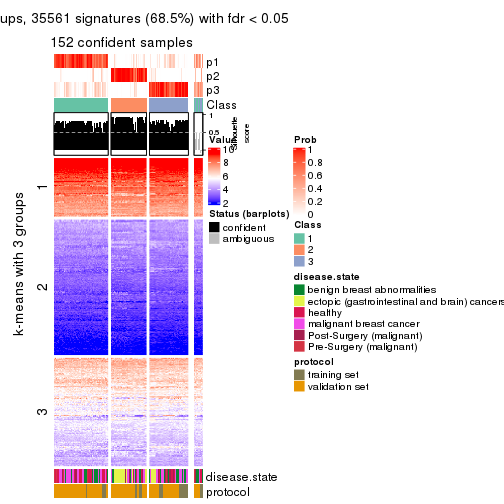 ups, 35561 signatures (68.5%) with fdr < 0.05
152 confident samples
p1
p2
p3
Class
1
0.5
0
Silhouette
score
k-means with 3 groups
1
2
3
disease.state
protocol
Value
10
8
6
4
2
Status (barplots)
confident
ambiguous
Prob
1
0.8
0.6
0.4
0.2
0
Class
1
2
3
disease.state
benign breast abnormalities
ectopic (gastrointestinal and brain) cancers
healthy
malignant breast cancer
Post-Surgery (malignant)
Pre-Surgery (malignant)
protocol
training set
validation set